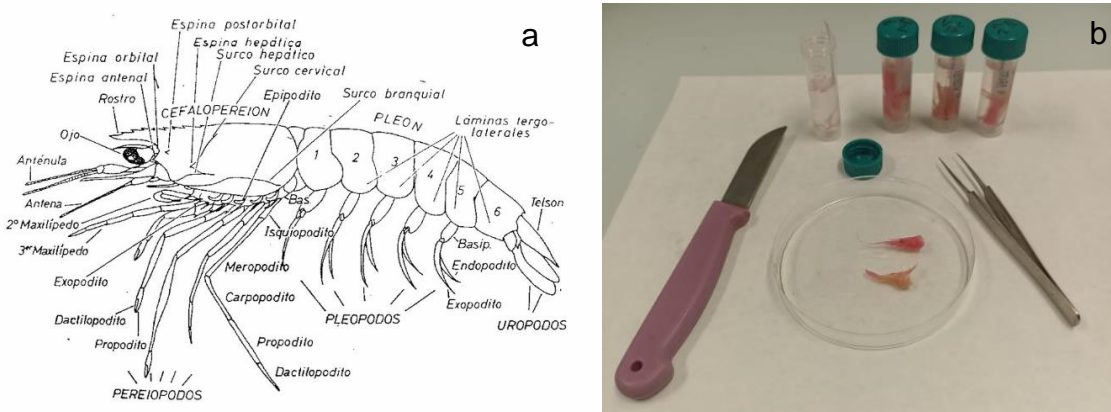 a
b
Espina postorbital
Espina hepática
Espina orbital
Surco hepático
Espina antenal
Surco cervical
Rostro
Epipodito
Surco branquial
CEFALOPEREION
PLEON
Láminas tergo-
laterales
Ojo
1
2
3
4
5
6
Anténula
Antena
Bas.
Telson
2º Maxilípedo
Isquiopodito
Basip.
3er Maxilípedo
Meropodito
Endopodito
Exopodito
Carpopodito
Exopodito
Dactilopodito
PLEOPODOS
UROPODOS
Propodito
Propodito
Dactilopodito
PEREIOPODOS